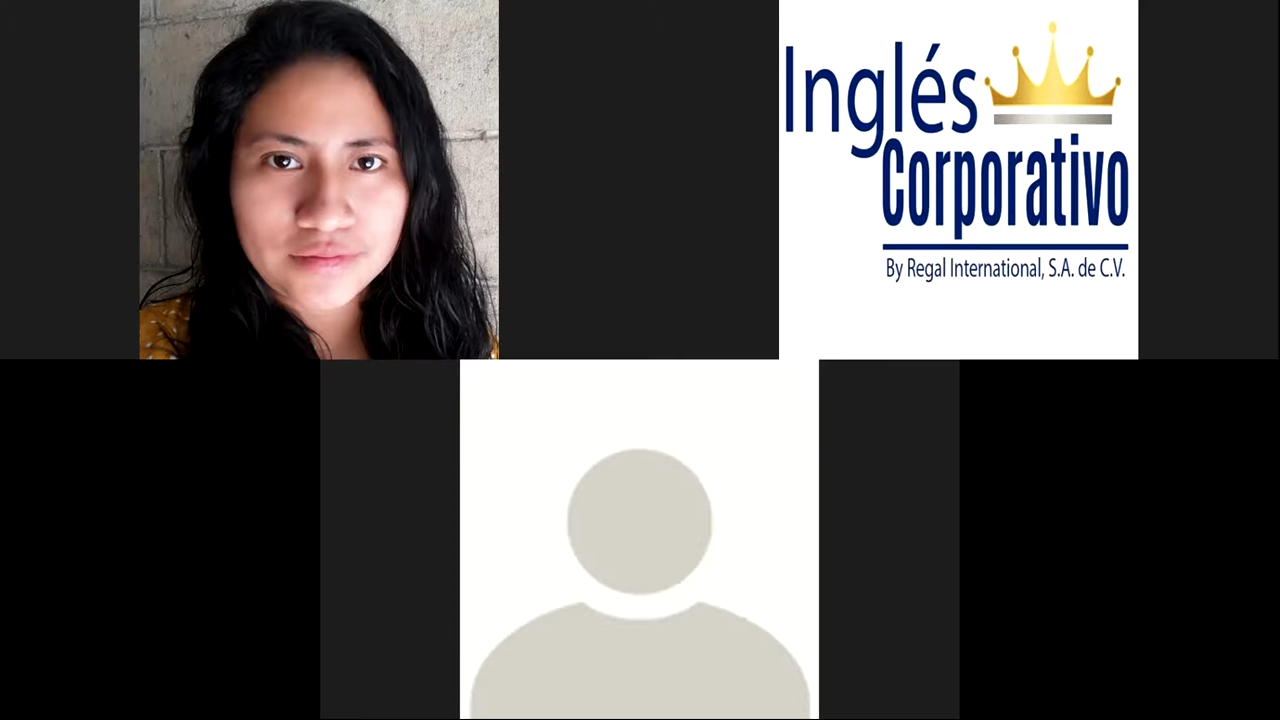 Inglés
Corporativo
By Regal International, S.A. de C.V.